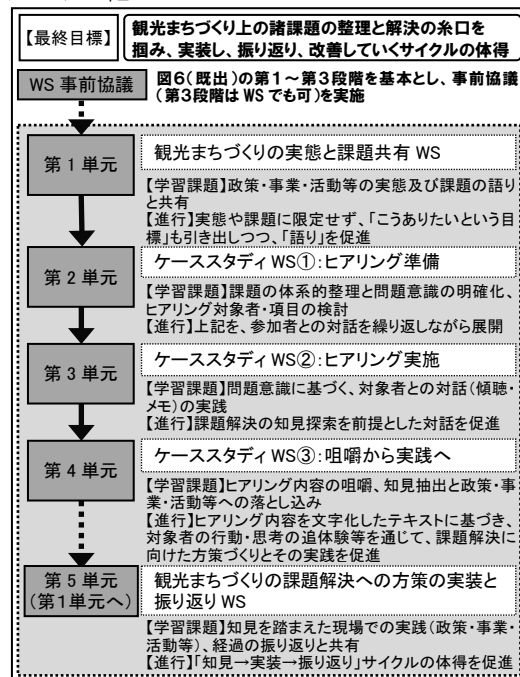 【最終目標】
観光まちづくり上の諸課題の整理と解決の糸口を
掴み、実装し、振り返り、改善していくサイクルの体得
WS 事前協議
図6(既出)の第1～第3段階を基本とし、事前協議
(第3段階は WS でも可)を実施
第1単元
観光まちづくりの実態と課題共有 WS
【学習課題】政策・事業・活動等の実態及び課題の語り
と共有
【進行】実態や課題に限定せず、「こうありたいという目
標」も引き出しつつ、「語り」を促進
第2単元
ケーススタディ WS①:ヒアリング準備
【学習課題】課題の体系的整理と問題意識の明確化、
ヒアリング対象者・項目の検討
【進行】上記を、参加者との対話を繰り返しながら展開
第3単元
ケーススタディ WS②:ヒアリング実施
【学習課題】問題意識に基づく、対象者との対話(傾聴・
メモ)の実践
【進行】課題解決の知見探索を前提とした対話を促進
第4単元
ケーススタディ WS③:咀嚼から実践へ
【学習課題】ヒアリング内容の咀嚼、知見抽出と政策・事
業・活動等への落とし込み
【進行】ヒアリング内容を文字化したテキストに基づき、
対象者の行動・思考の追体験等を通じて、課題解決に
向けた方策づくりとその実践を促進
第5単元
(第1単元へ)
観光まちづくりの課題解決への方策の実装と
振り返り WS
【学習課題】知見を踏まえた現場での実践(政策・事業・
活動等)、経過の振り返りと共有
【進行】「知見→実装→振り返り」サイクルの体得を促進